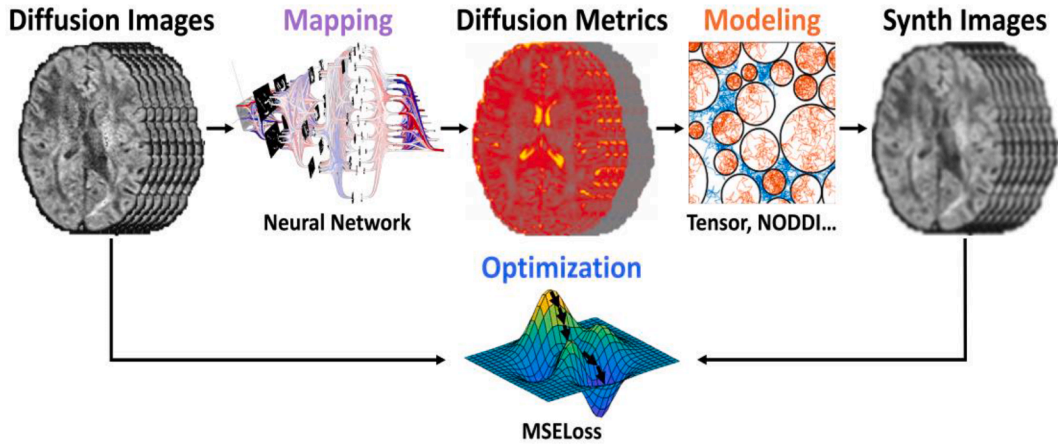 Diffusion Images
Mapping
Diffusion Metrics
Modeling
Synth Images
Neural Network
Tensor, NODDI...
Optimization
MSELoss